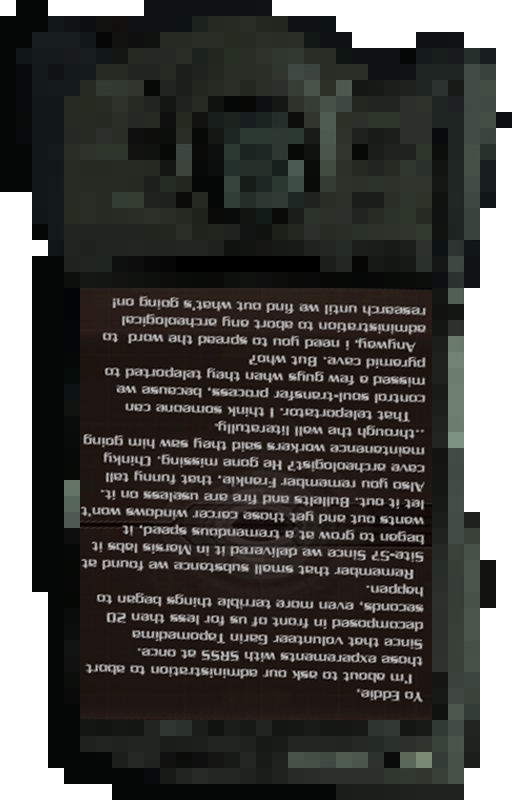 Yo Eddie,
I'm about to ask our administration to abort
those experements with SR55 at once.
Since that volunteer Garin Tapomedima
decomposed in front of us for less then 20
seconds, even more terrible things began to
happen.
Remember that small substance we found at
Site-5? Since we delivered it in Marsis labs it
began to grow at a tremendous speed, it
wants out and yet those carcer windows won't
let it out. Bulletts and fire are useless on it.
Also you remember Frankie, that funny tall
cave archeologist? He gone missing. Chinky
maintenance workers said they saw him going
..through the wall literatully.
That teleportator. I think someone can
control soul-transfer process, because we
missed a few guys when they teleported to
pyramid cave. But who?
Anyway, i need you to spread the word to
administration to abort any archeological
research until we find out what's going on!